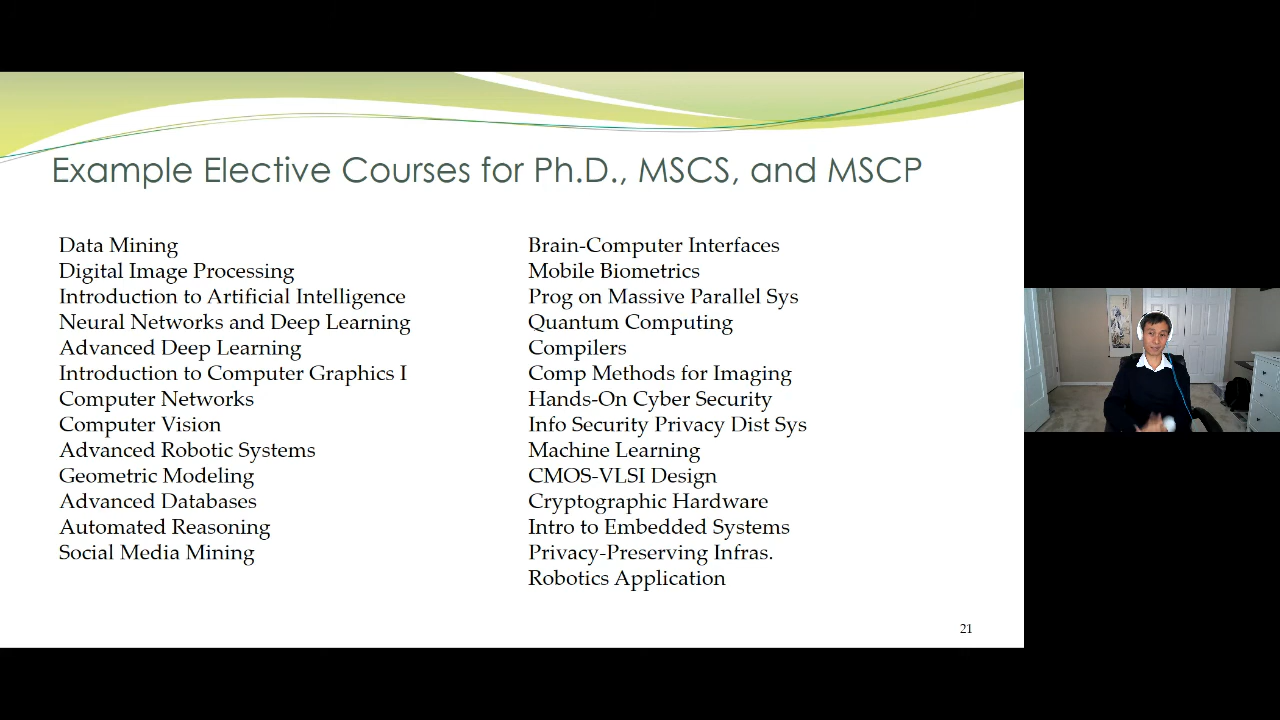 Example Elective Courses for Ph.D., MSCS, and MSCP
Data Mining
Digital Image Processing
Introduction to Artificial Intelligence
Neural Networks and Deep Learning
Advanced Deep Learning
Introduction to Computer Graphics I
Computer Networks
Computer Vision
Advanced Robotic Systems
Geometric Modeling
Advanced Databases
Automated Reasoning
Social Media Mining
Brain-Computer Interfaces
Mobile Biometrics
Prog on Massive Parallel Sys
Quantum Computing
Compilers
Comp Methods for Imaging
Hands-On Cyber Security
Info Security Privacy Dist Sys
Machine Learning
CMOS-VLSI Design
Cryptographic Hardware
Intro to Embedded Systems
Privacy-Preserving Infras.
Robotics Application
21